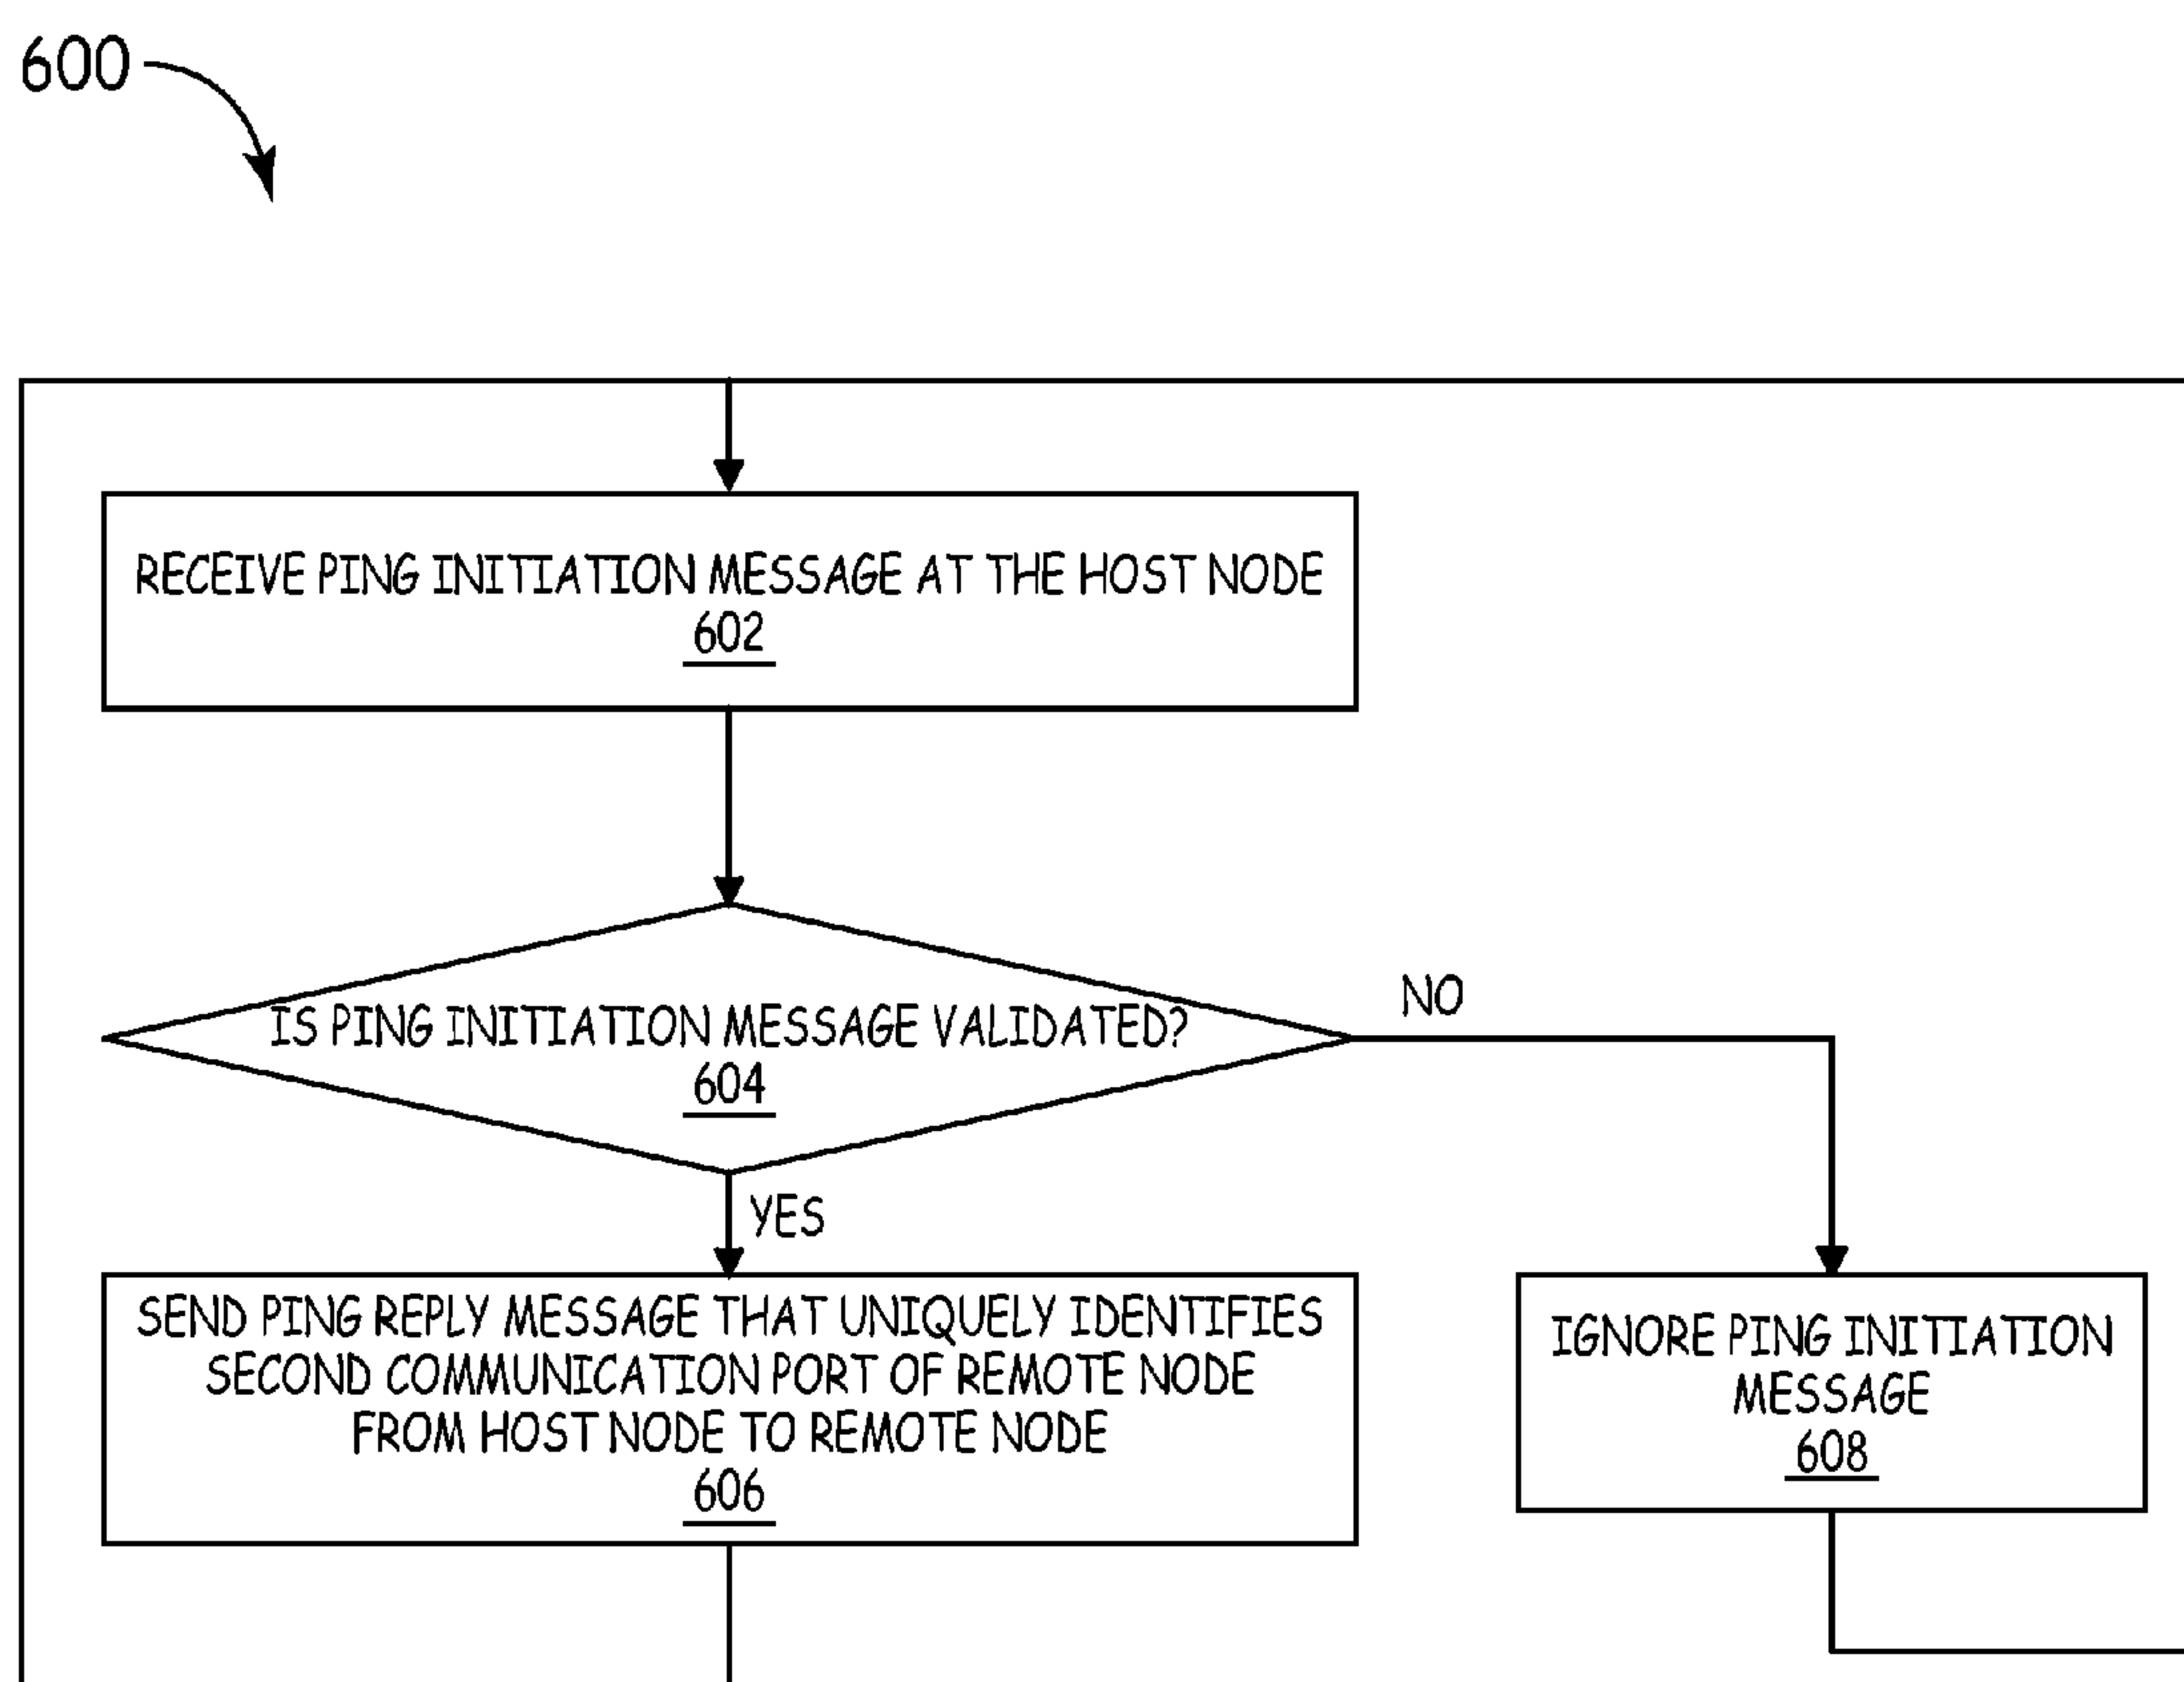 600
RECEIVE PING INITIATION MESSAGE AT THE HOST NODE
602
IS PING INITIATION MESSAGE VALIDATED?
604
NO
YES
SEND PING REPLY MESSAGE THAT UNIQUELY IDENTIFIES
SECOND COMMUNICATION PORT OF REMOTE NODE
FROM HOST NODE TO REMOTE NODE
606
IGNORE PING INITIATION
MESSAGE
608